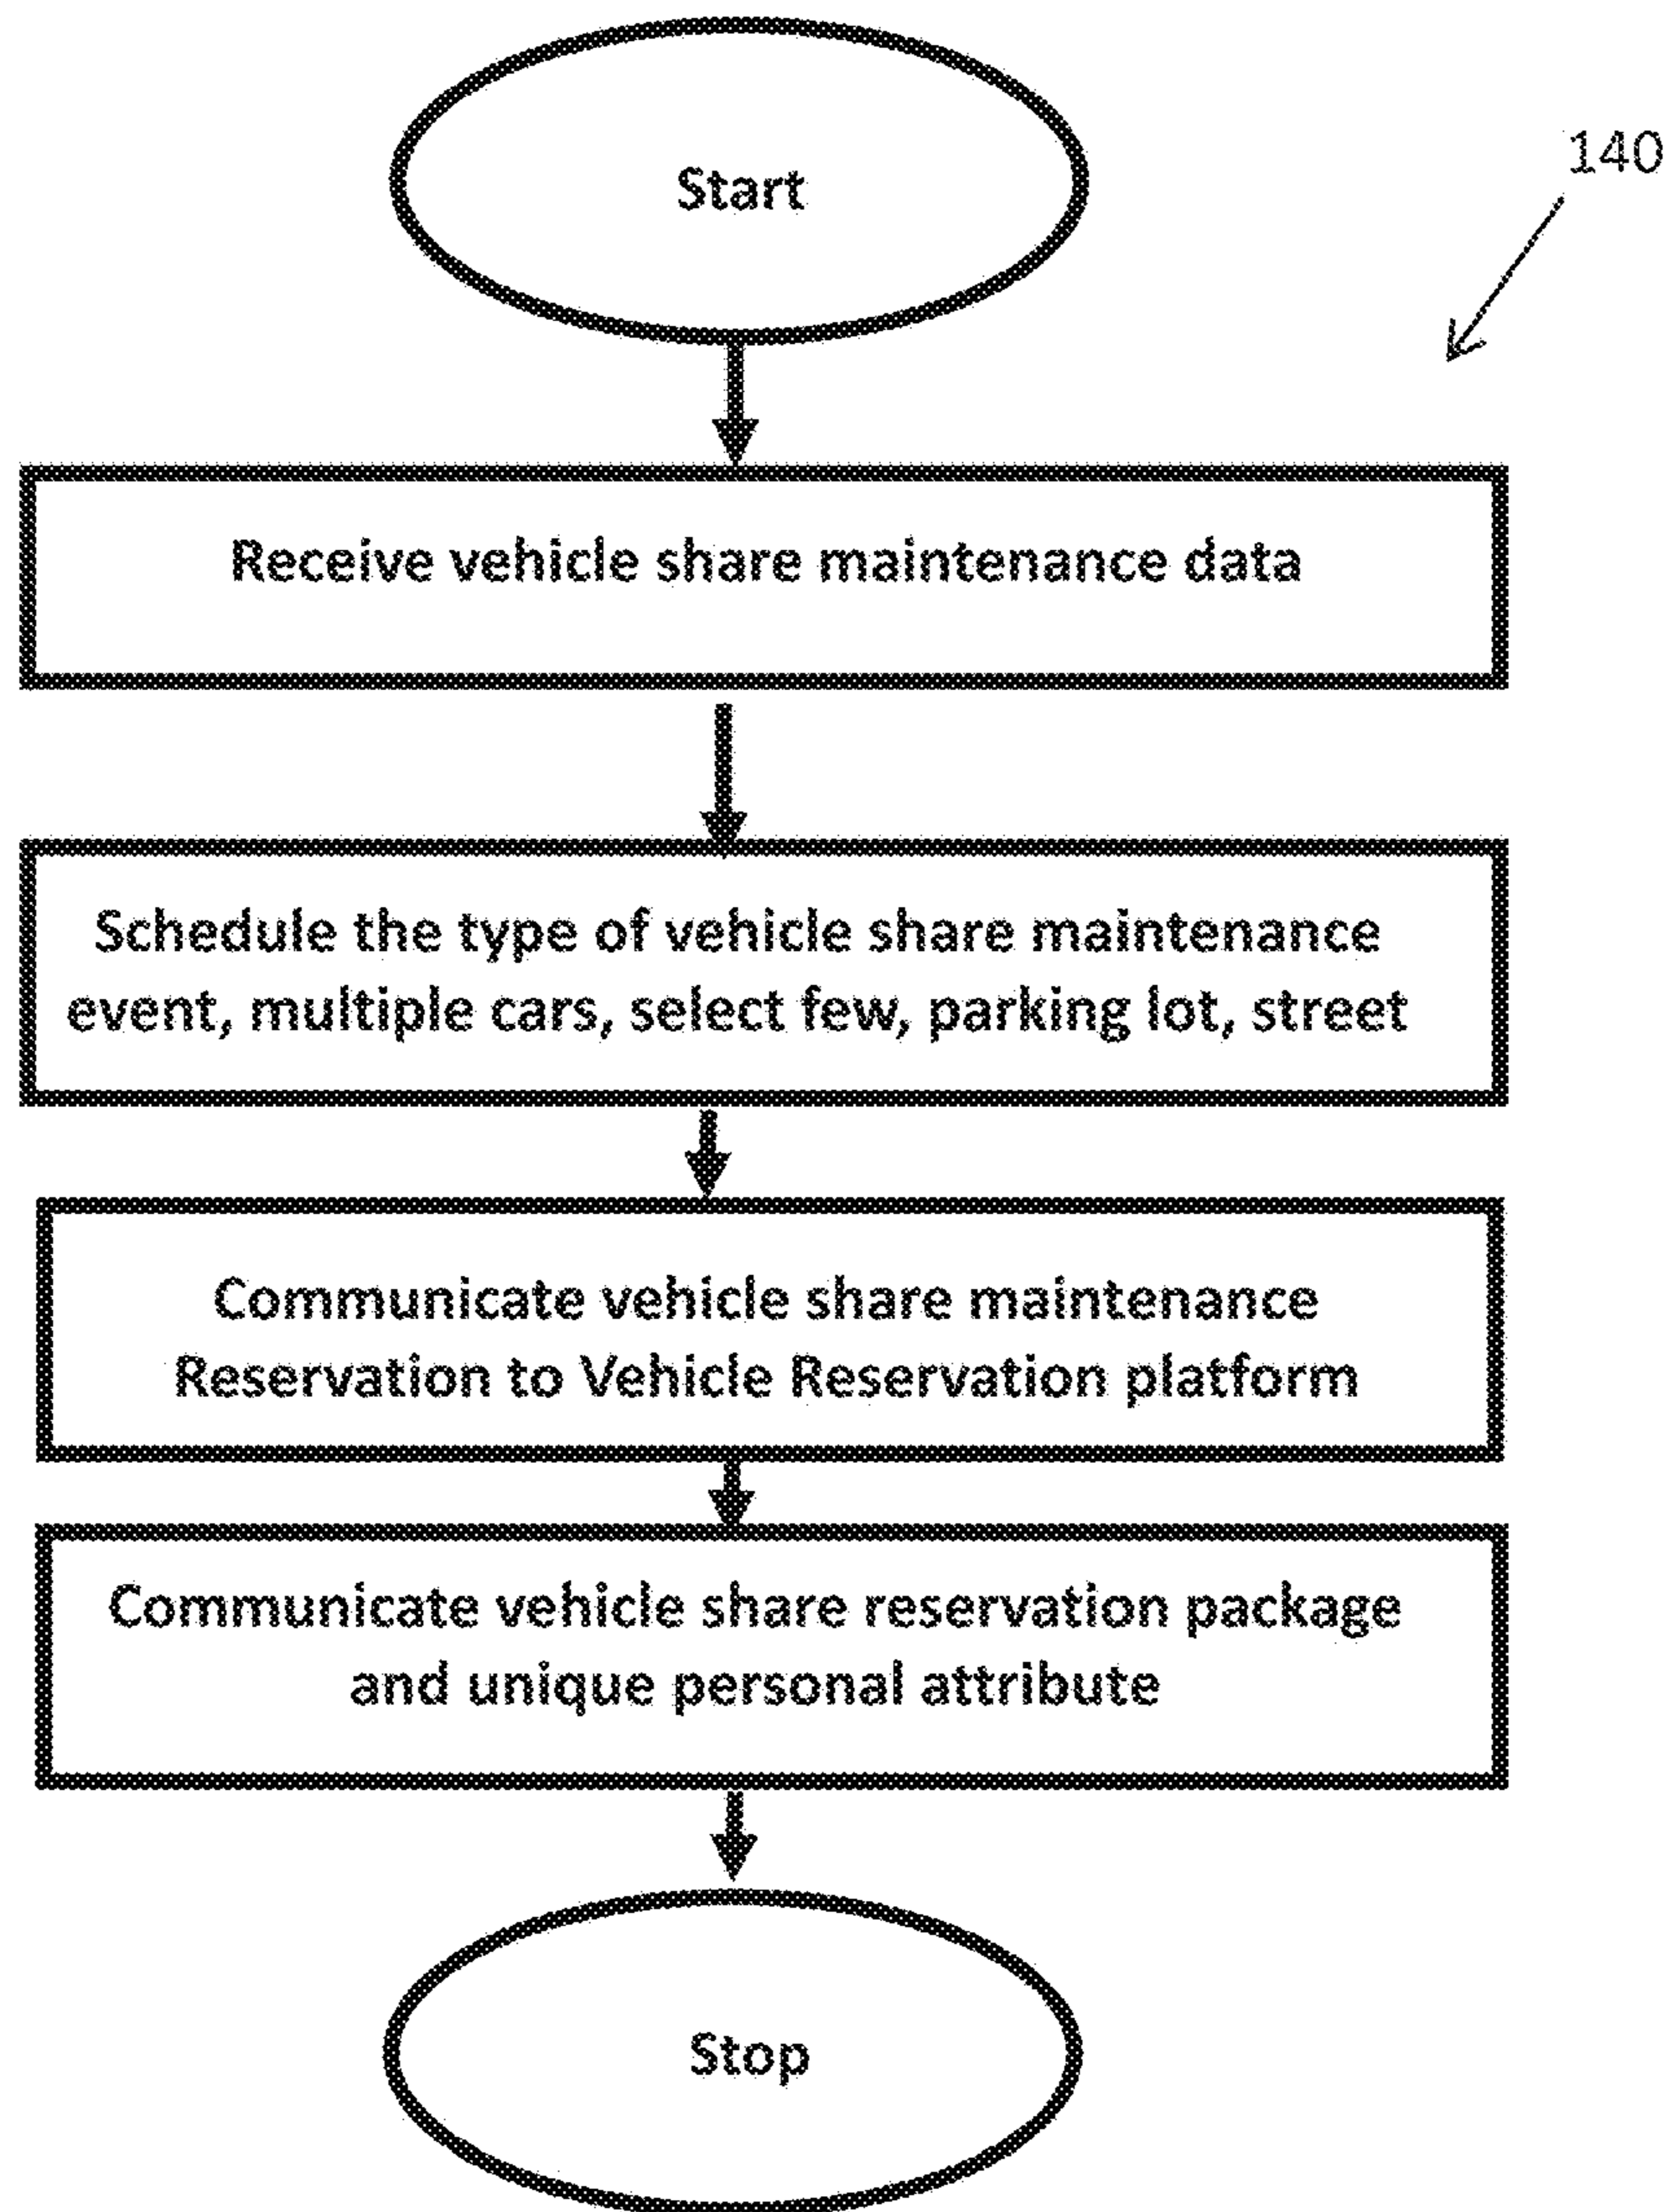 Start
140
Receive vehicle share maintenance data
Schedule the type of vehicle share maintenance
event, multiple cars, select few, parking lot, street
Communicate vehicle share maintenance
Reservation to Vehicle Reservation platform
Communicate vehicle share reservation package
and unique personal attribute
Stop